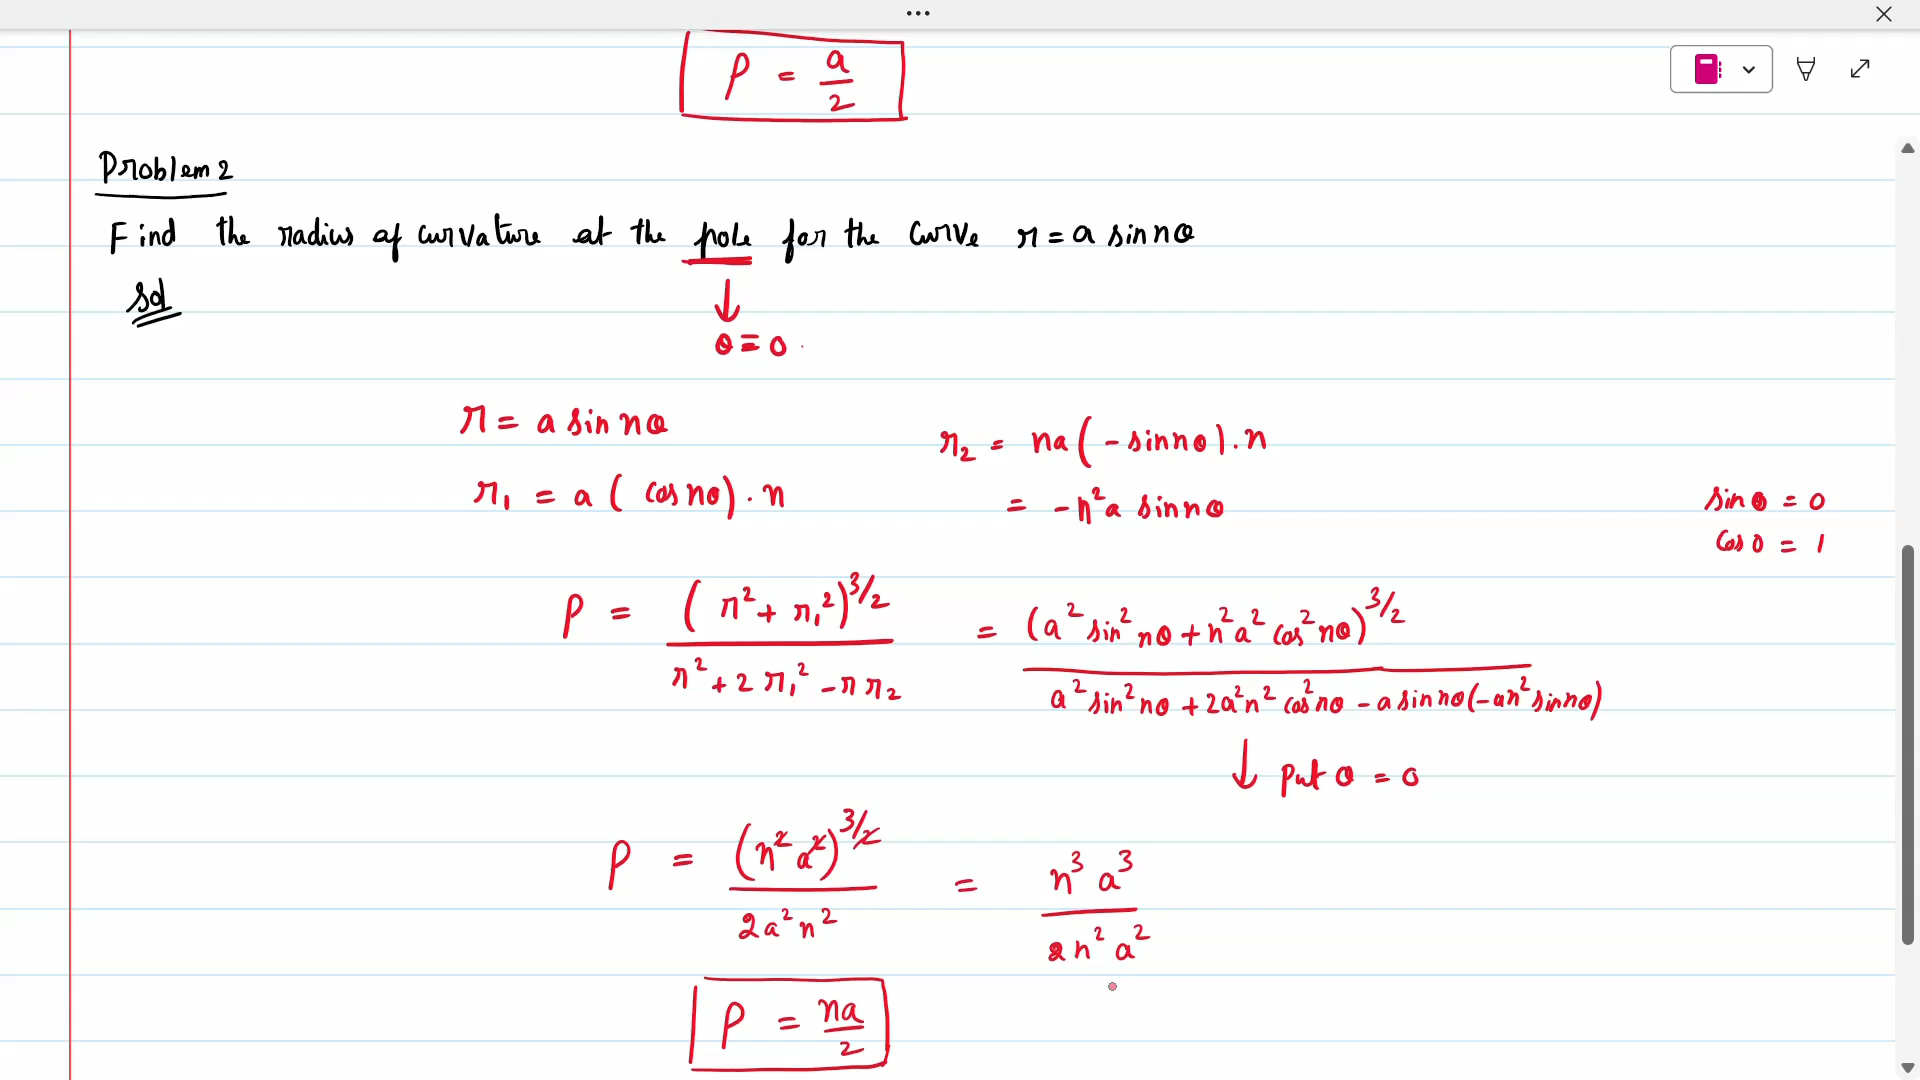 ρ = a/2
Problem 2
Find the radius of curvature at the pole for the curve r = a sin nθ
Sol
↓
θ = 0
r = a sin nθ
r₁ = a ( cos nθ ) . n
r₂ = na ( - sin nθ ) . n
= - n² a sin nθ
sin 0 = 0
Cos 0 = 1
ρ = ( r² + r₁² )^3/2 / r² + 2 r₁² - r r₂ = ( a² sin² nθ + n² a² cos² nθ )^3/2 / a² sin² nθ + 2a² n² cos² nθ - a sin nθ ( - an² sin nθ )
↓ put θ = 0
ρ = ( n² a² )^3/2 / 2a² n² = n³ a³ / 2 n² a²
ρ = na/2